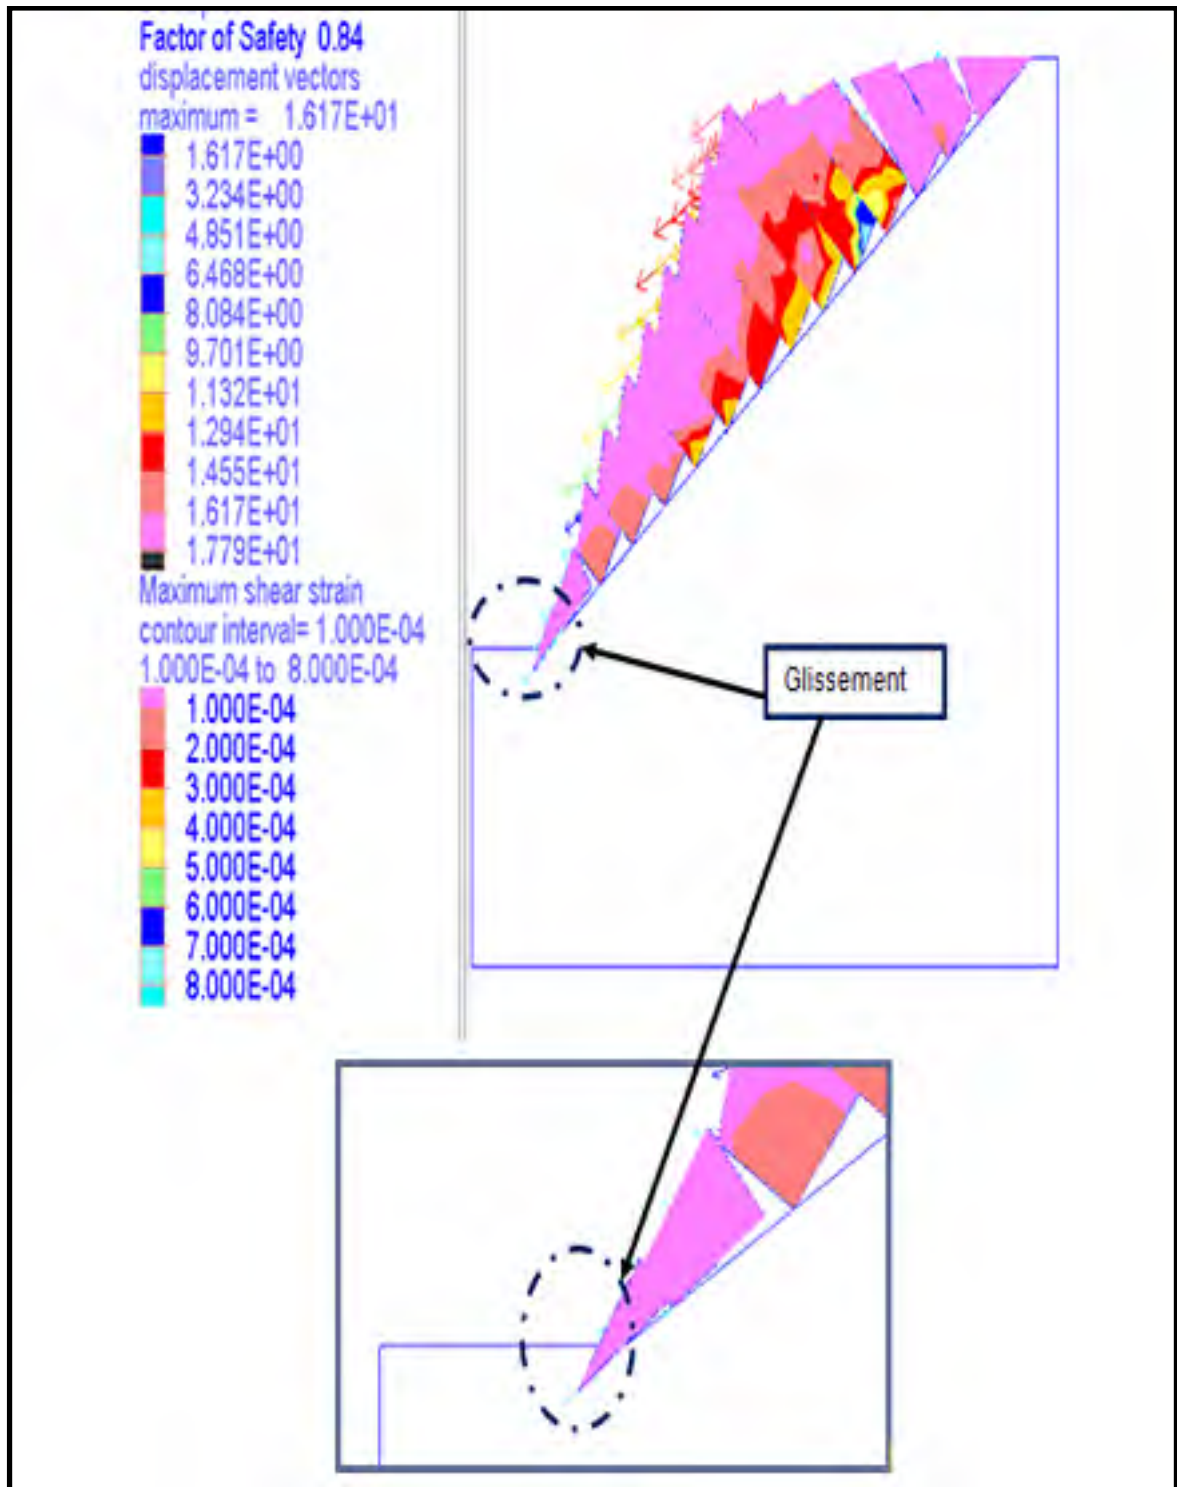 Factor of Safety 0.84
displacement vectors
maximum = 1.617E+01
1.617E+00
3.234E+00
4.851E+00
6.468E+00
8.084E+00
9.701E+00
1.132E+01
1.294E+01
1.455E+01
1.617E+01
1.779E+01
Maximum shear strain
contour interval= 1.000E-04
1.000E-04 to 8.000E-04
1.000E-04
2.000E-04
3.000E-04
4.000E-04
5.000E-04
6.000E-04
7.000E-04
8.000E-04
Glissement